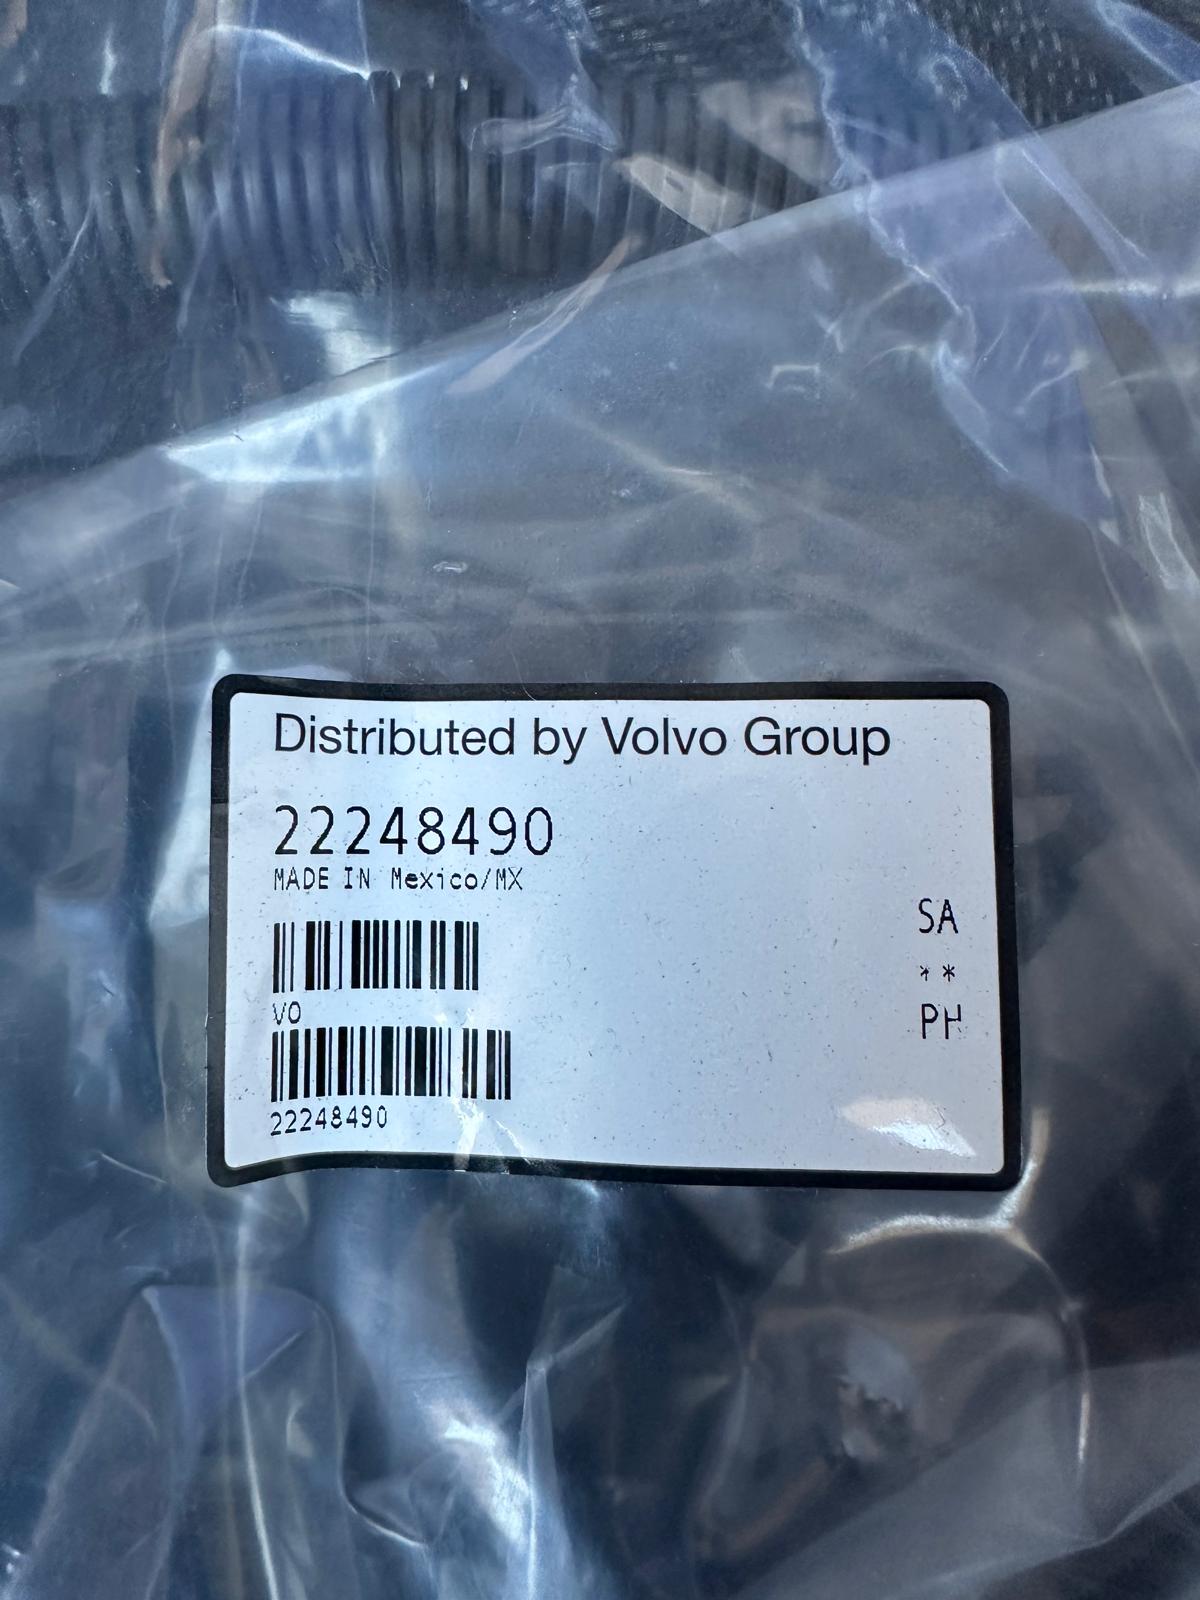 Distributed by Volvo Group
22248490
MADE IN Mexico/MX
SA
**
VO
PH
22248490